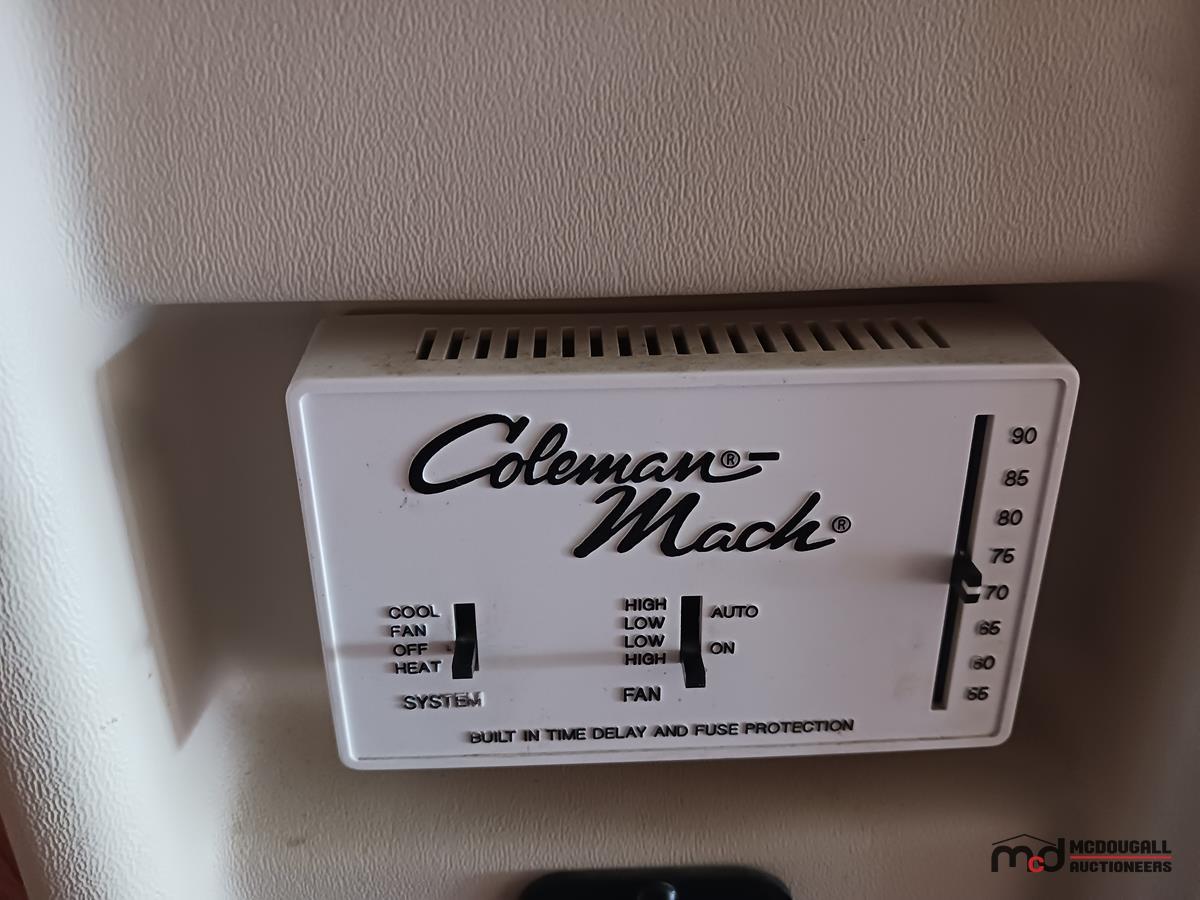 Coleman®-
Mach®
90
85
80
75
70
65
60
55
COOL
FAN
OFF
HEAT
SYSTEM
HIGH
LOW
LOW
HIGH
AUTO
ON
FAN
BUILT IN TIME DELAY AND FUSE PROTECTION
mcd MCDOUGALL
AUCTIONEERS